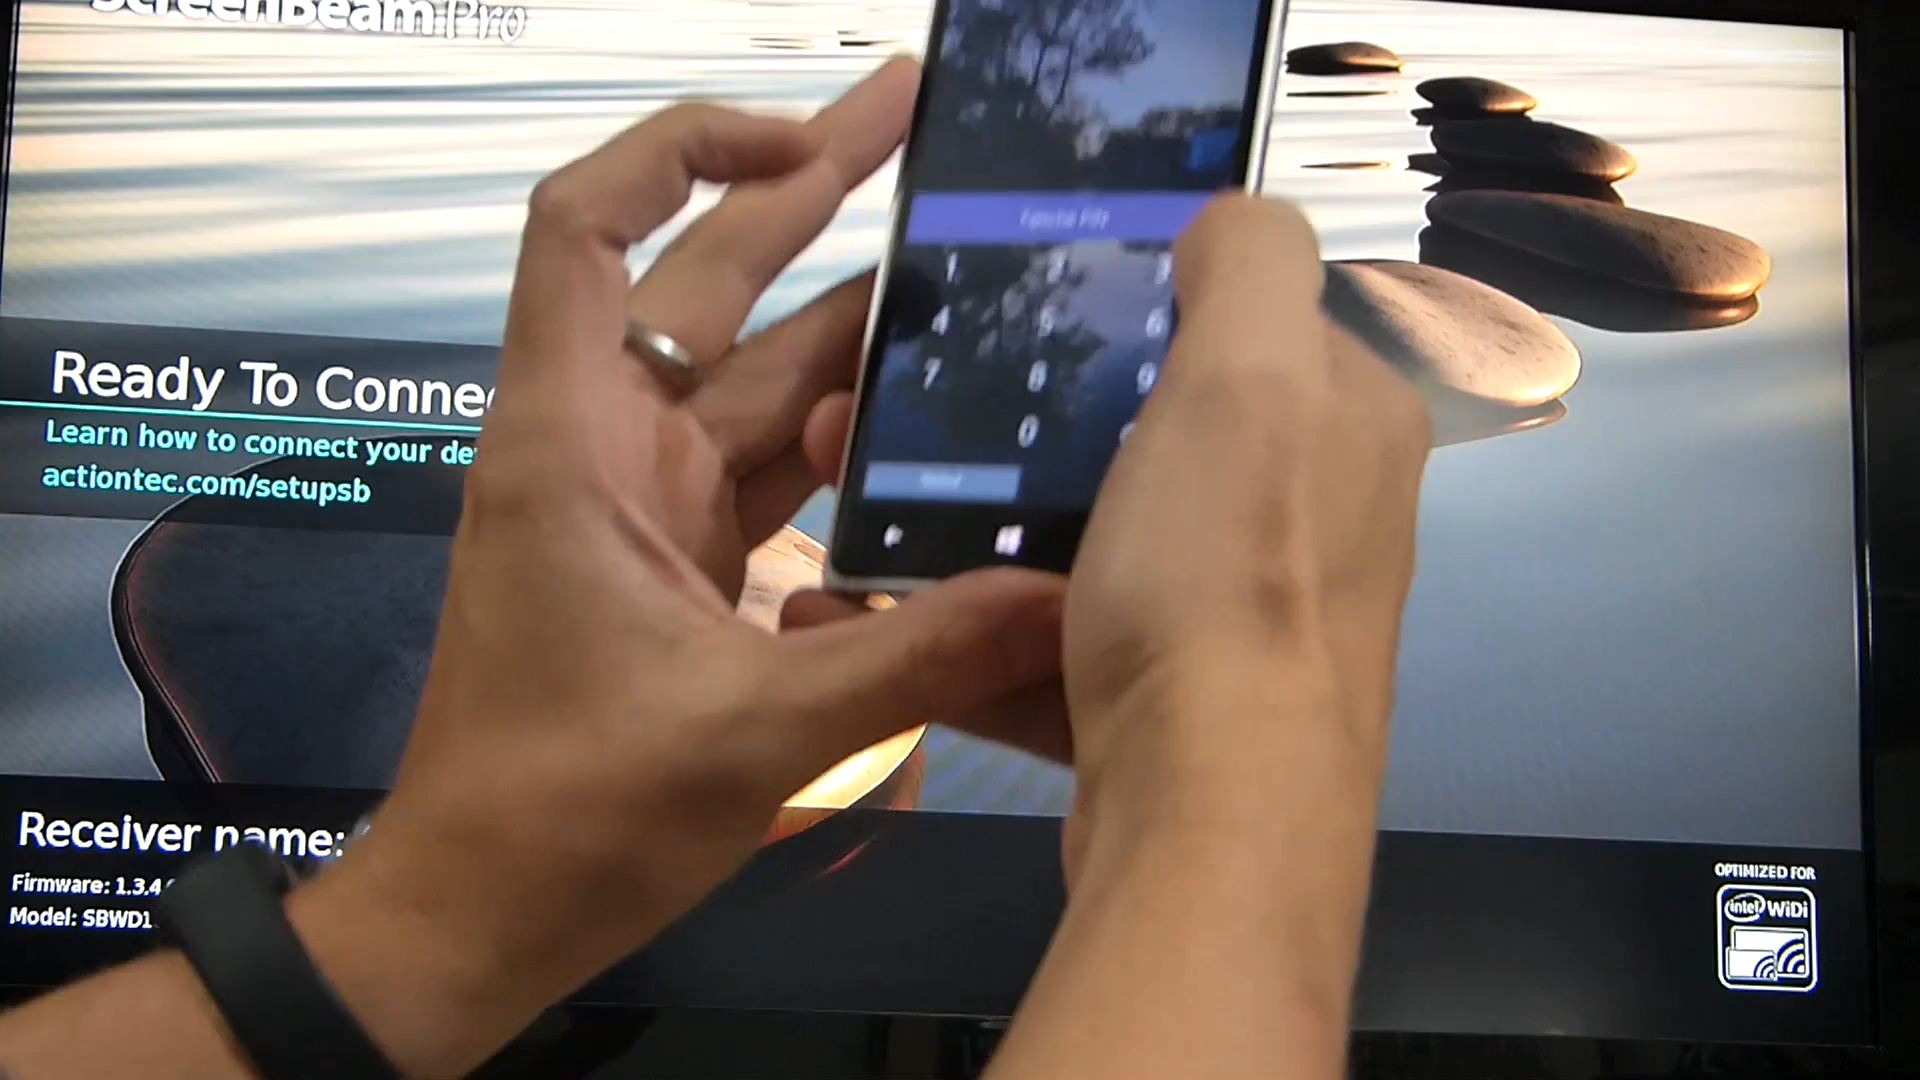 ScreenBeam Pro
1 2 3
4 5 6
7 8 9
0
Ready To Connec
Learn how to connect your de
actiontec.com/setupsb
Receiver name:
Firmware: 1.3.4
Model: SBWD1
OPTIMIZED FOR
intel WiDi